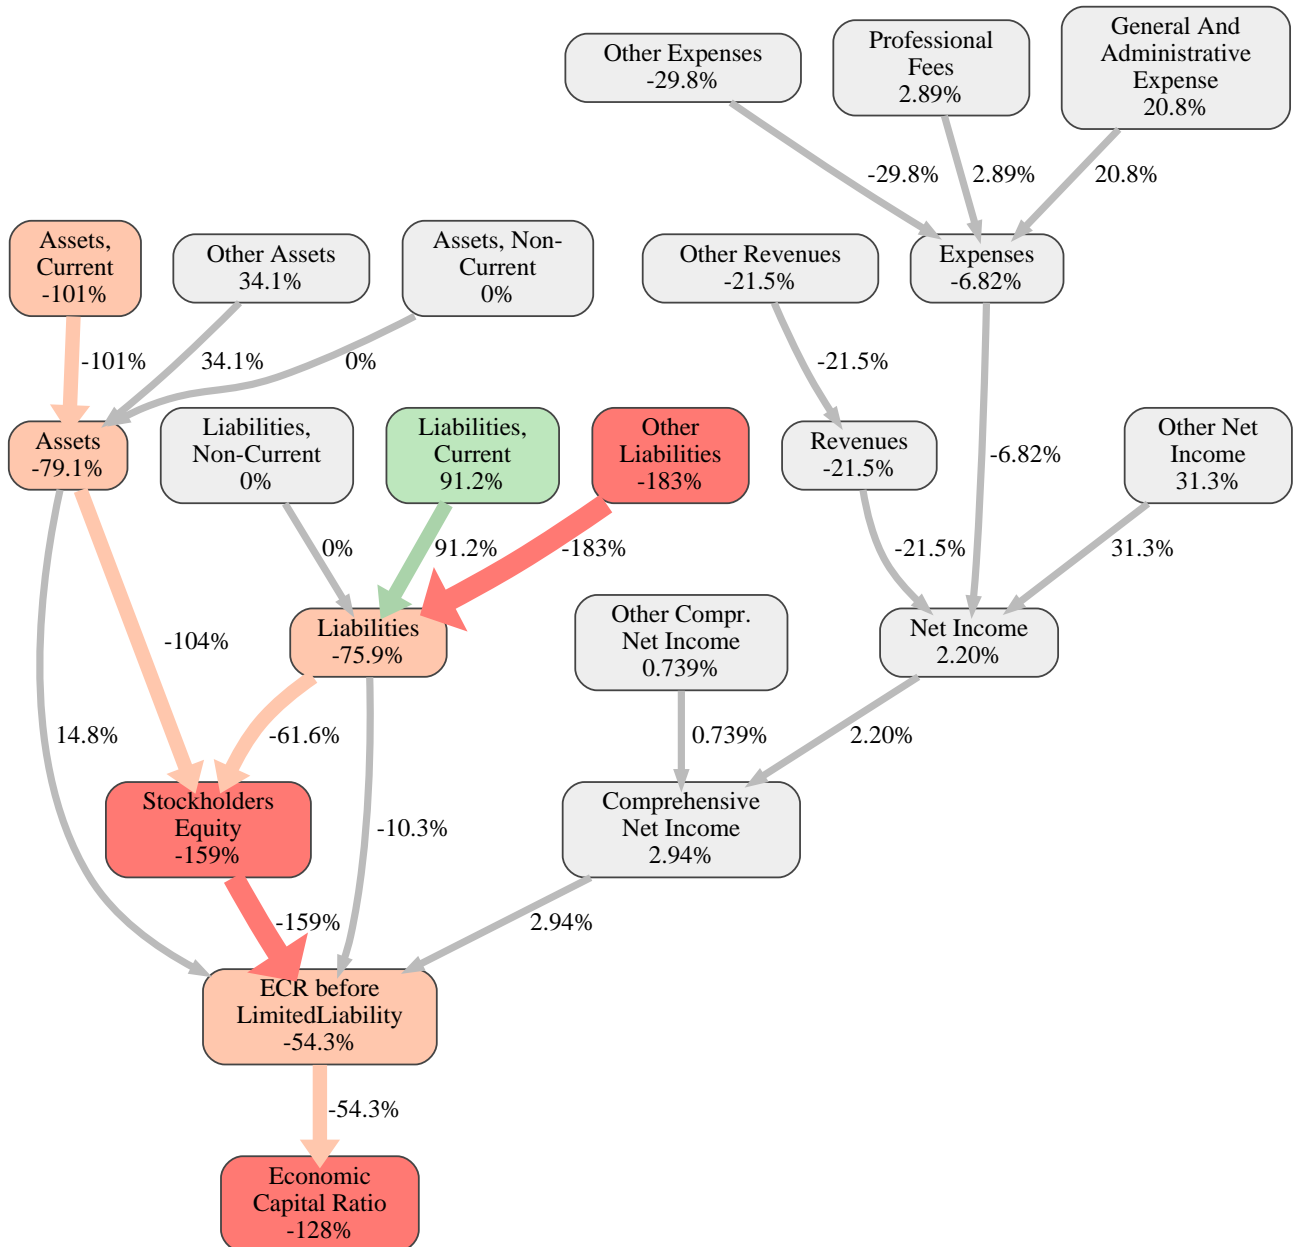 Other Expenses
-29.8%
Professional
Fees
2.89%
General And
Administrative
Expense
20.8%
-29.8%
2.89%
20.8%
Assets,
Current
-101%
Other Assets
34.1%
Assets, Non-
Current
0%
Other Revenues
-21.5%
Expenses
-6.82%
-101%
34.1%
0%
-21.5%
Assets
-79.1%
Liabilities,
Non-Current
0%
Liabilities,
Current
91.2%
Other
Liabilities
-183%
Revenues
-21.5%
-6.82%
Other Net
Income
31.3%
0%
91.2%
-183%
-21.5%
31.3%
-104%
Liabilities
-75.9%
Other Compr.
Net Income
0.739%
Net Income
2.20%
14.8%
-61.6%
0.739%
2.20%
Stockholders
Equity
-159%
-10.3%
Comprehensive
Net Income
2.94%
-159%
2.94%
ECR before
LimitedLiability
-54.3%
-54.3%
Economic
Capital Ratio
-128%